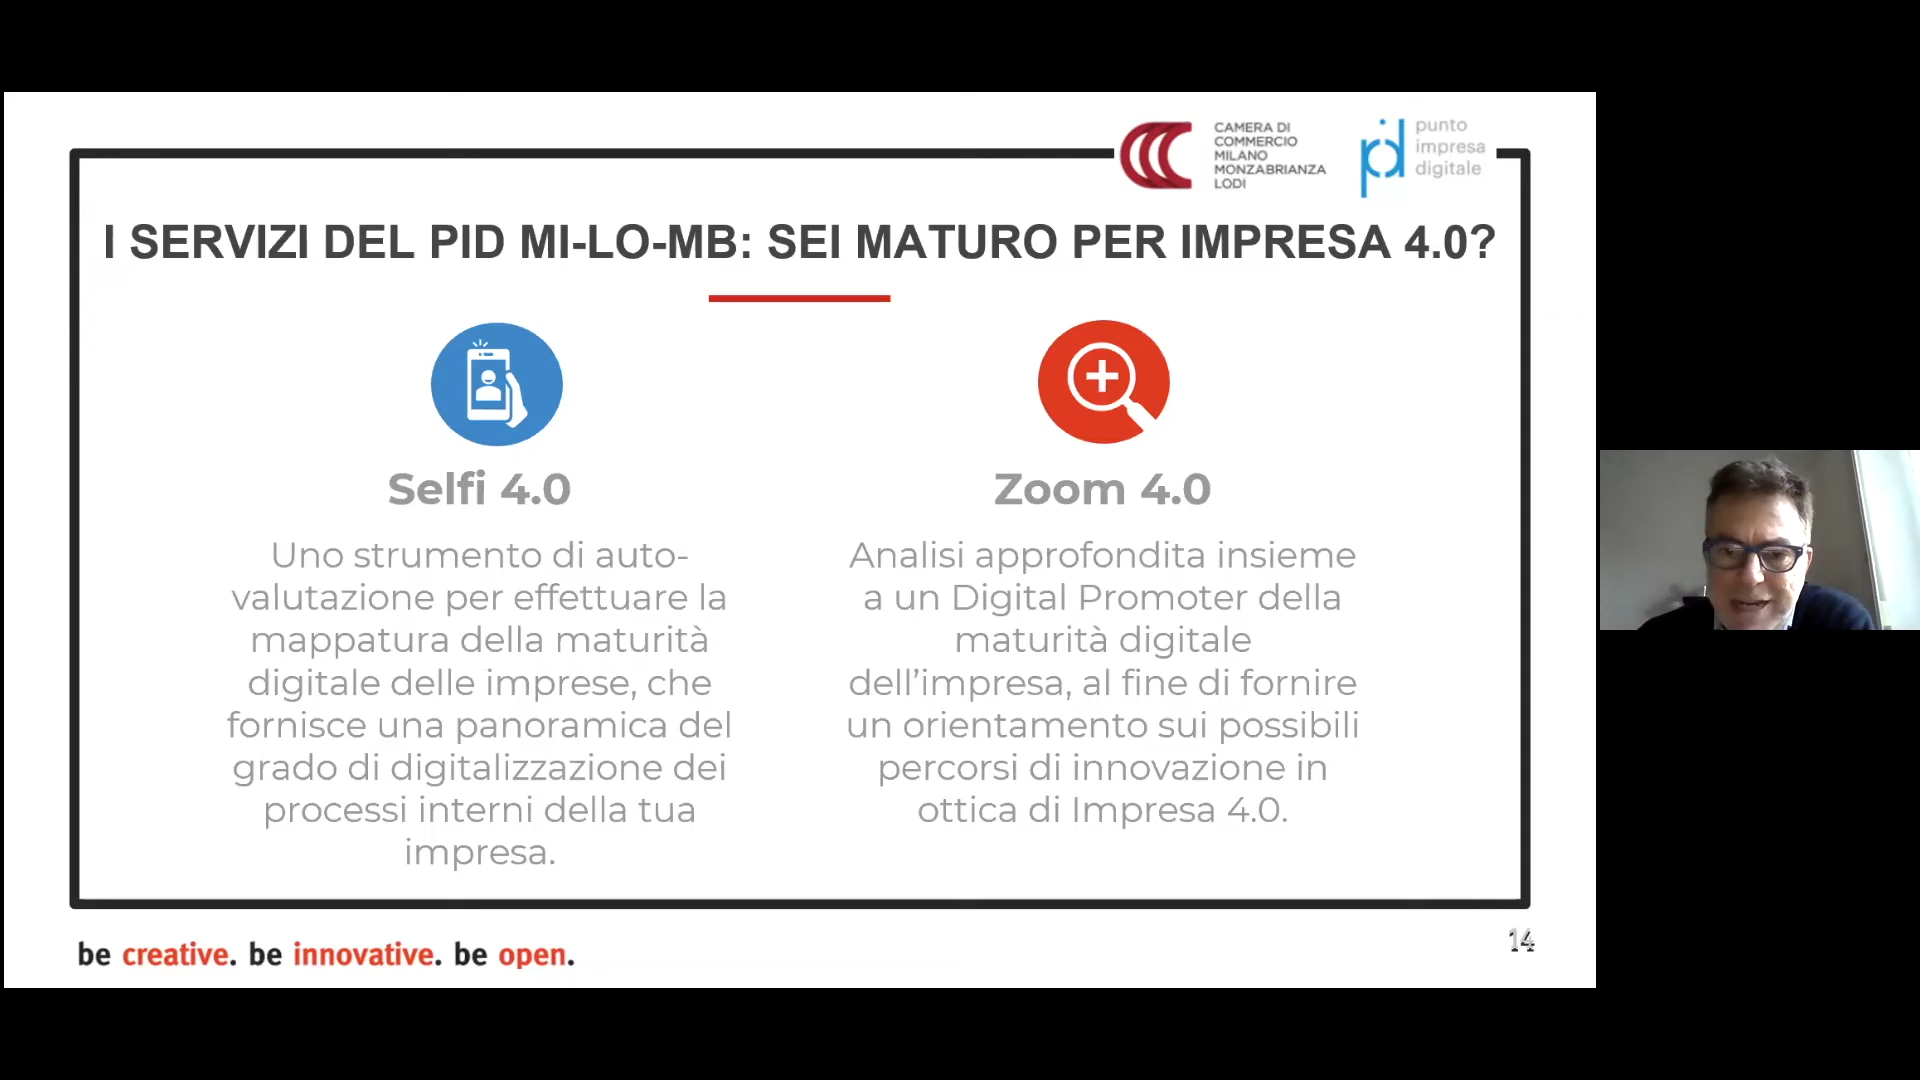 CAMERA DI
COMMERCIO
MILANO
MONZABRIANZA
LODI
pid
punto
impresa
digitale
I SERVIZI DEL PID MI-LO-MB: SEI MATURO PER IMPRESA 4.0?
Selfi 4.0
Uno strumento di auto-
valutazione per effettuare la
mappatura della maturità
digitale delle imprese, che
fornisce una panoramica del
grado di digitalizzazione dei
processi interni della tua
impresa.
Zoom 4.0
Analisi approfondita insieme
a un Digital Promoter della
maturità digitale
dell’impresa, al fine di fornire
un orientamento sui possibili
percorsi di innovazione in
ottica di Impresa 4.0.
be creative. be innovative. be open.
14